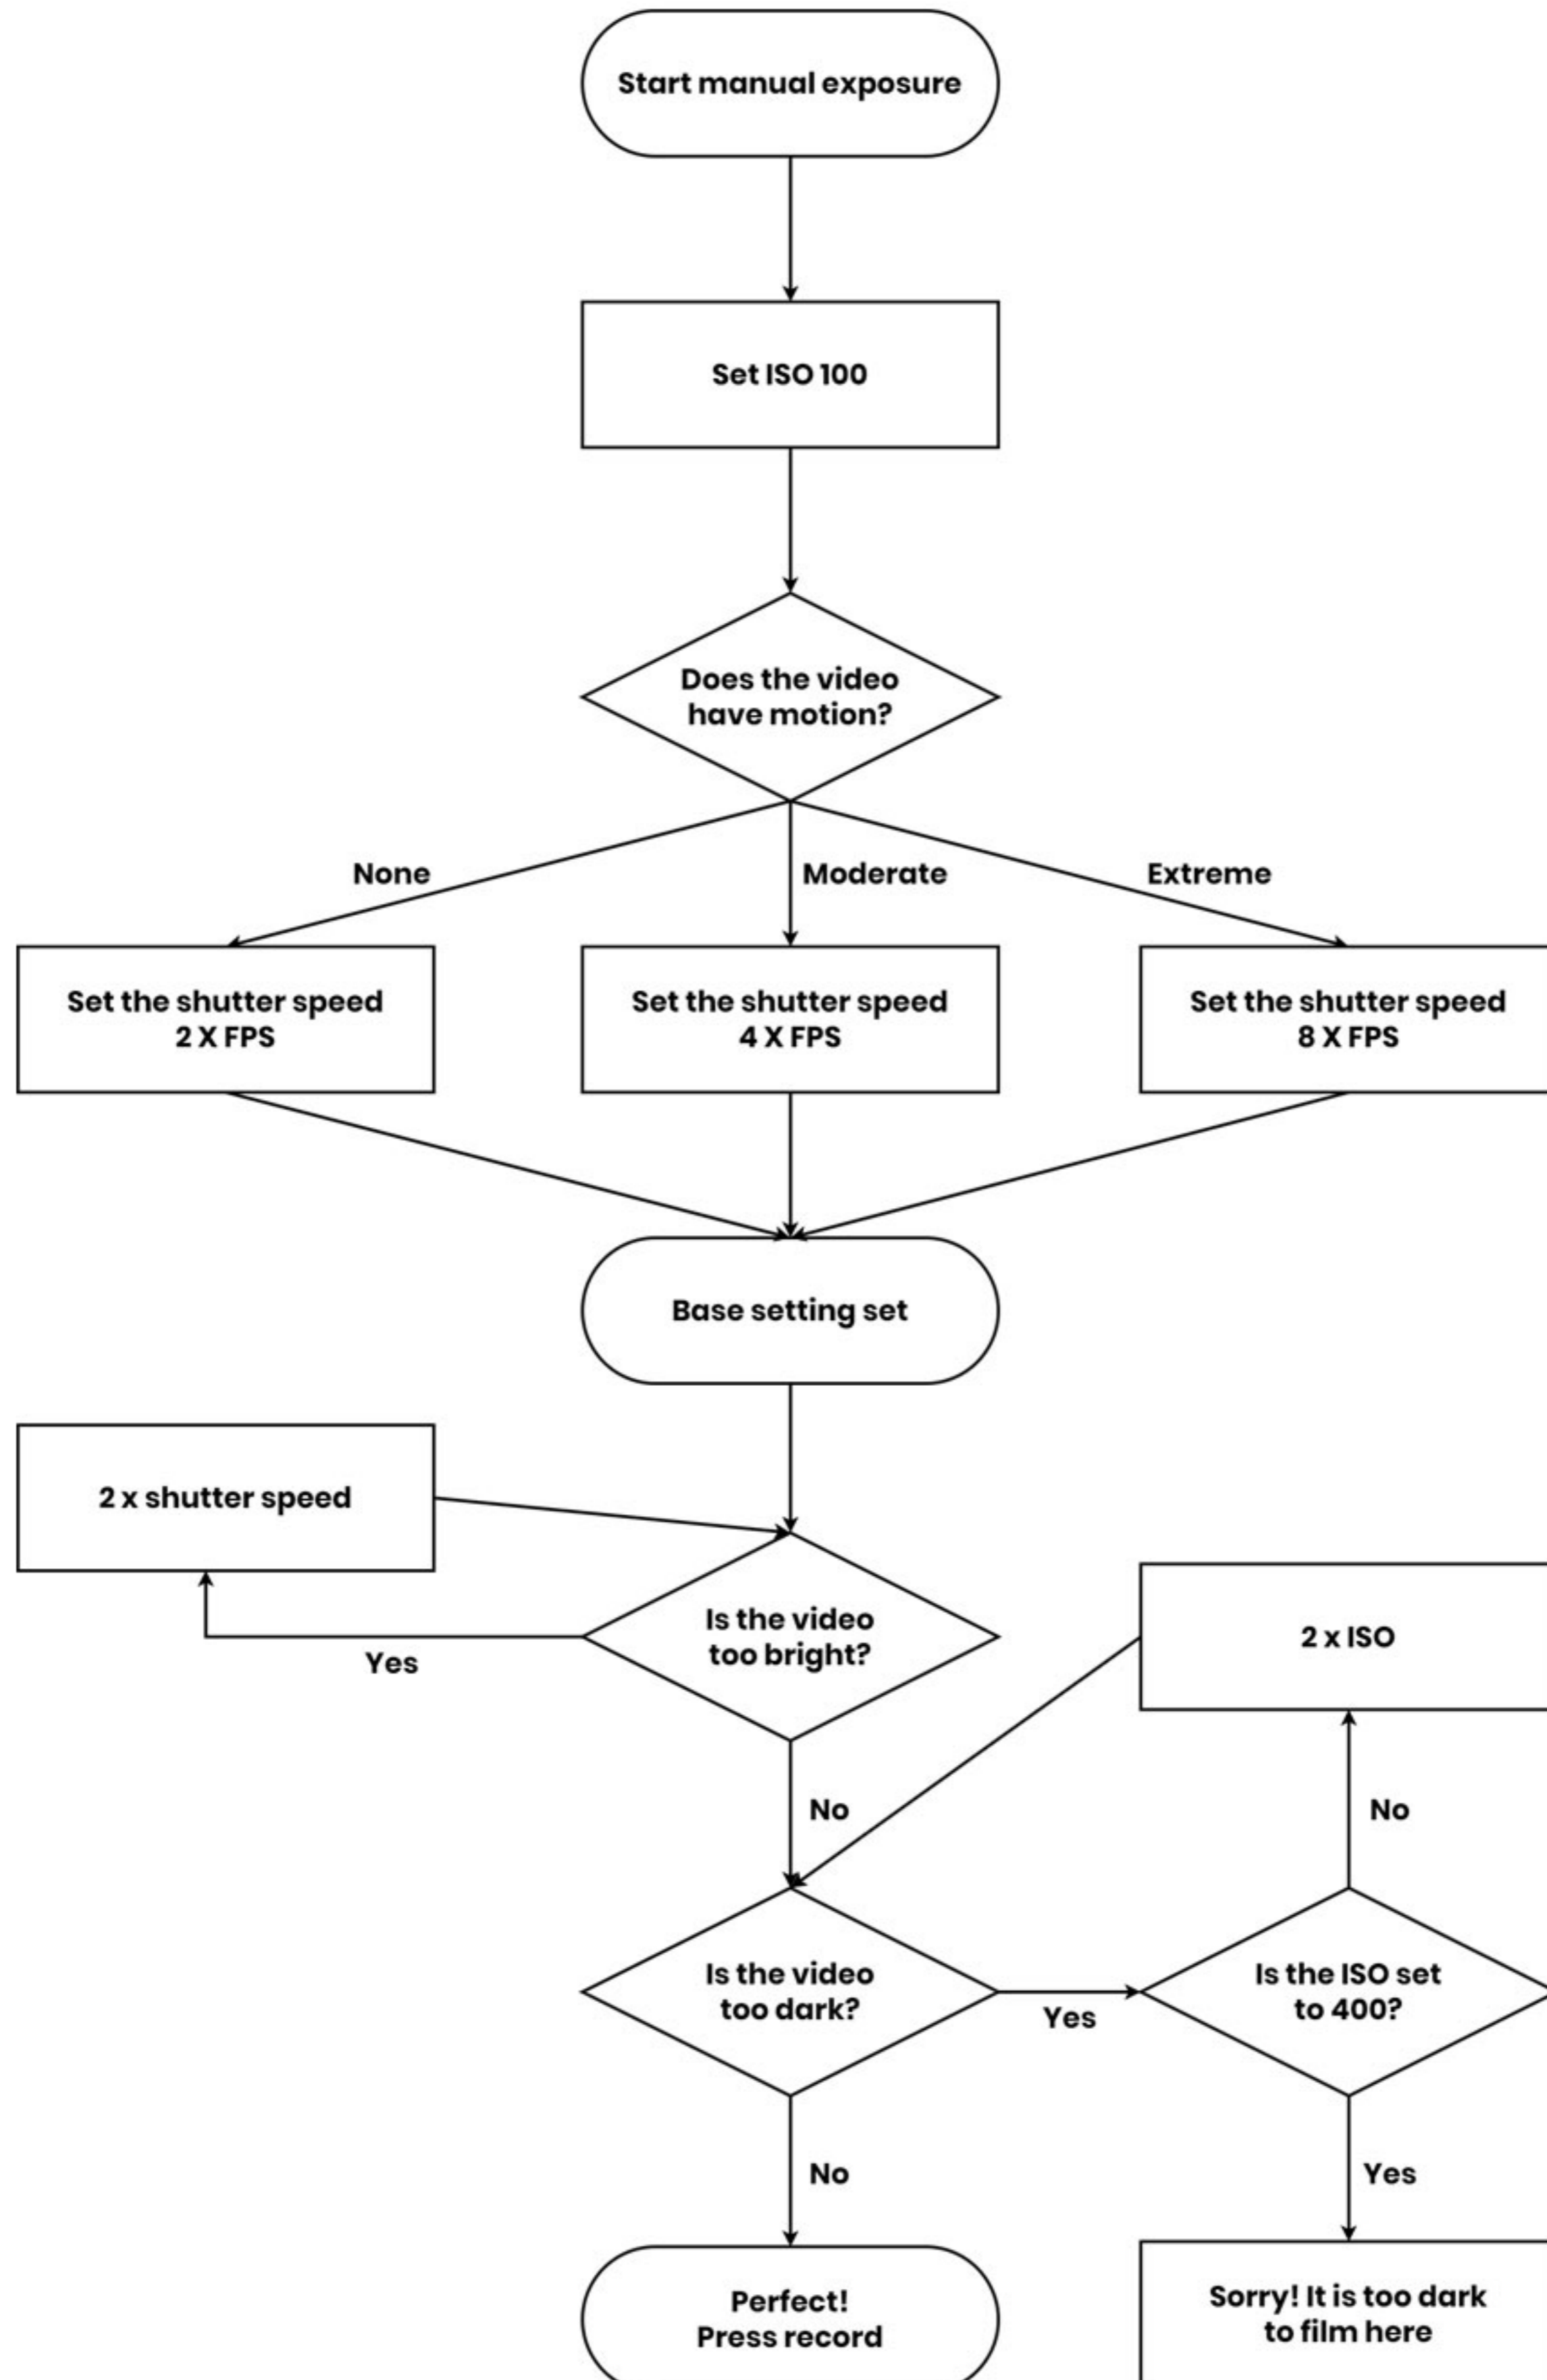 Start manual exposure
Set ISO 100
Does the video
have motion?
None
Moderate
Extreme
Set the shutter speed
2 X FPS
Set the shutter speed
4 X FPS
Set the shutter speed
8 X FPS
Base setting set
2 x shutter speed
Is the video
too bright?
Yes
2 x ISO
No
No
Is the video
too dark?
Yes
Is the ISO set
to 400?
No
Yes
Perfect!
Press record
Sorry! It is too dark
to film here